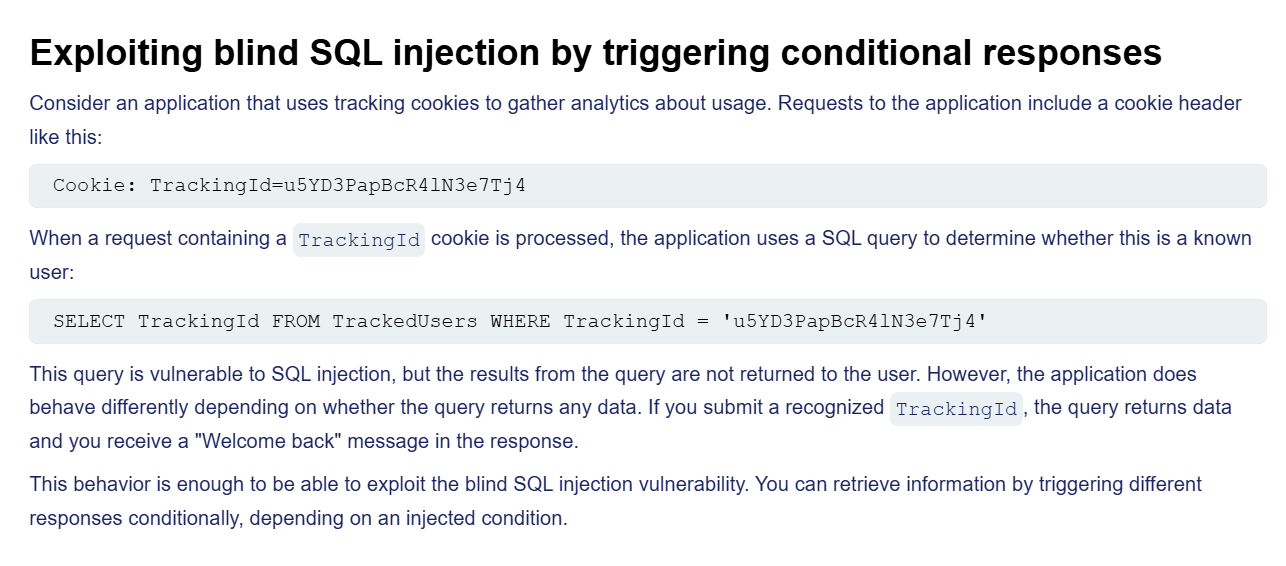 Exploiting blind SQL injection by triggering conditional responses
Consider an application that uses tracking cookies to gather analytics about usage. Requests to the application include a cookie header
like this:
Cookie: TrackingId=u5YD3PapBcR4lN3e7Tj4
When a request containing a TrackingId cookie is processed, the application uses a SQL query to determine whether this is a known
user:
SELECT TrackingId FROM TrackedUsers WHERE TrackingId = 'u5YD3PapBcR4lN3e7Tj4'
This query is vulnerable to SQL injection, but the results from the query are not returned to the user. However, the application does
behave differently depending on whether the query returns any data. If you submit a recognized TrackingId, the query returns data
and you receive a "Welcome back" message in the response.
This behavior is enough to be able to exploit the blind SQL injection vulnerability. You can retrieve information by triggering different
responses conditionally, depending on an injected condition.